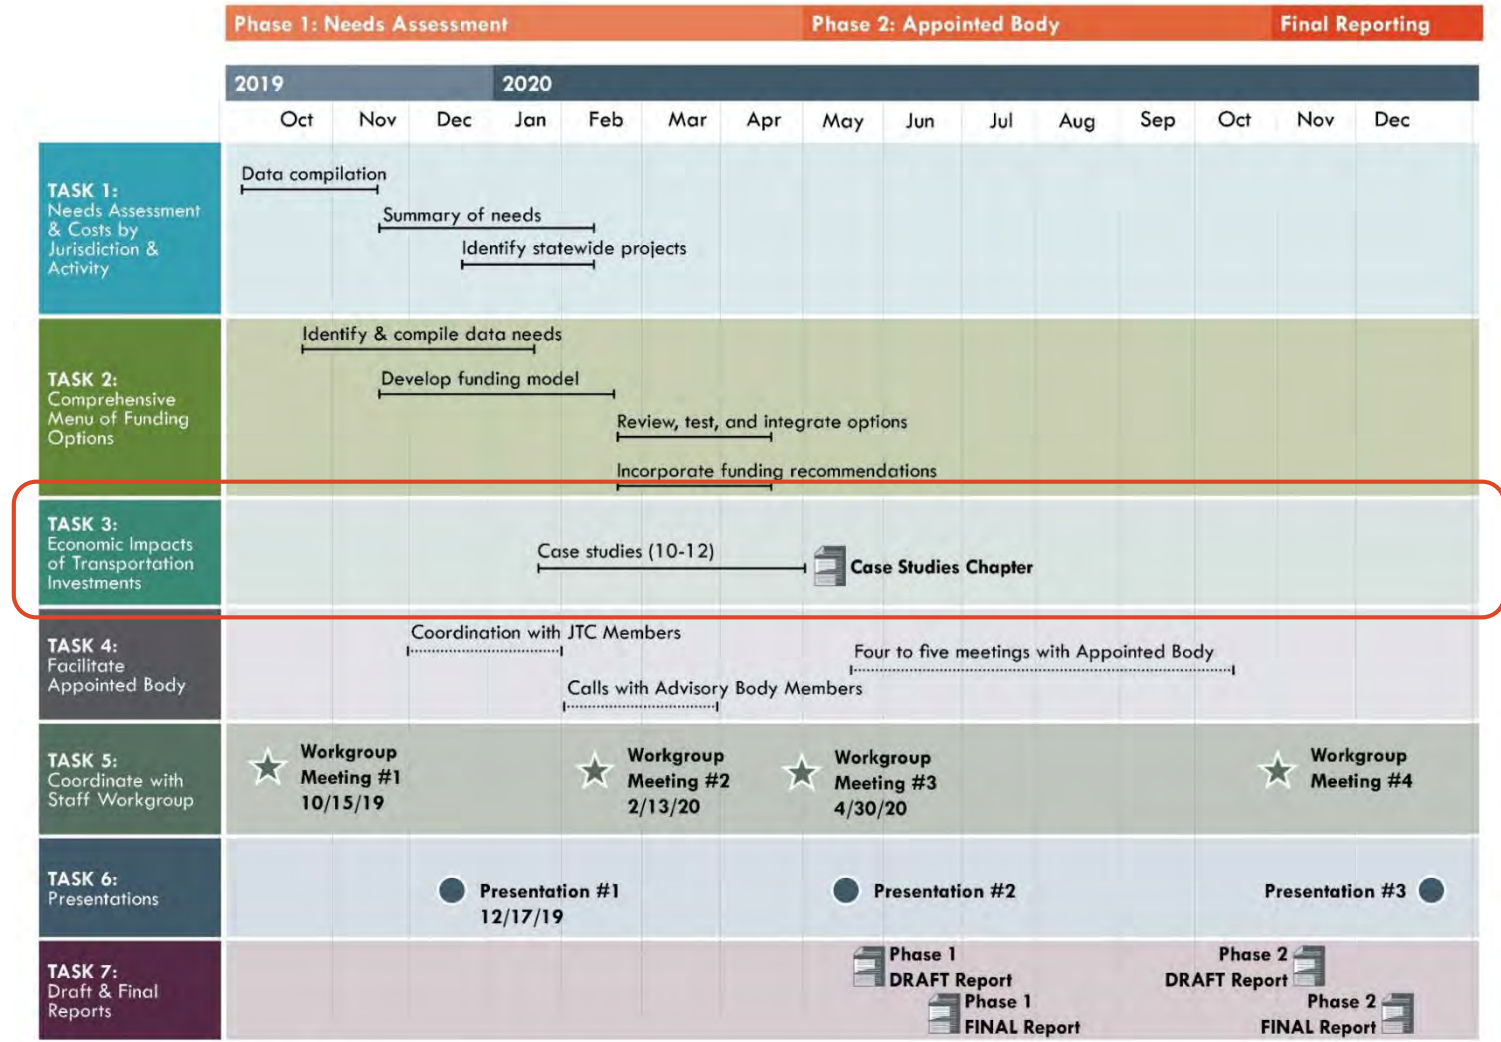 Phase 1: Needs Assessment
Phase 2: Appointed Body
Final Reporting
2019
2020
Oct Nov Dec Jan Feb Mar Apr May Jun Jul Aug Sep Oct Nov Dec
TASK 1:
Needs Assessment
& Costs by
Jurisdiction &
Activity
Data compilation
Summary of needs
Identify statewide projects
TASK 2:
Comprehensive
Menu of Funding
Options
Identify & compile data needs
Develop funding model
Review, test, and integrate options
Incorporate funding recommendations
TASK 3:
Economic Impacts
of Transportation
Investments
Case studies (10-12)
Case Studies Chapter
TASK 4:
Facilitate
Appointed Body
Coordination with JTC Members
Four to five meetings with Appointed Body
Calls with Advisory Body Members
TASK 5:
Coordinate with
Staff Workgroup
Workgroup
Meeting #1
10/15/19
Workgroup
Meeting #2
2/13/20
Workgroup
Meeting #3
4/30/20
Workgroup
Meeting #4
TASK 6:
Presentations
Presentation #1
12/17/19
Presentation #2
Presentation #3
TASK 7:
Draft & Final
Reports
Phase 1
DRAFT Report
Phase 1
FINAL Report
Phase 2
DRAFT Report
Phase 2
FINAL Report